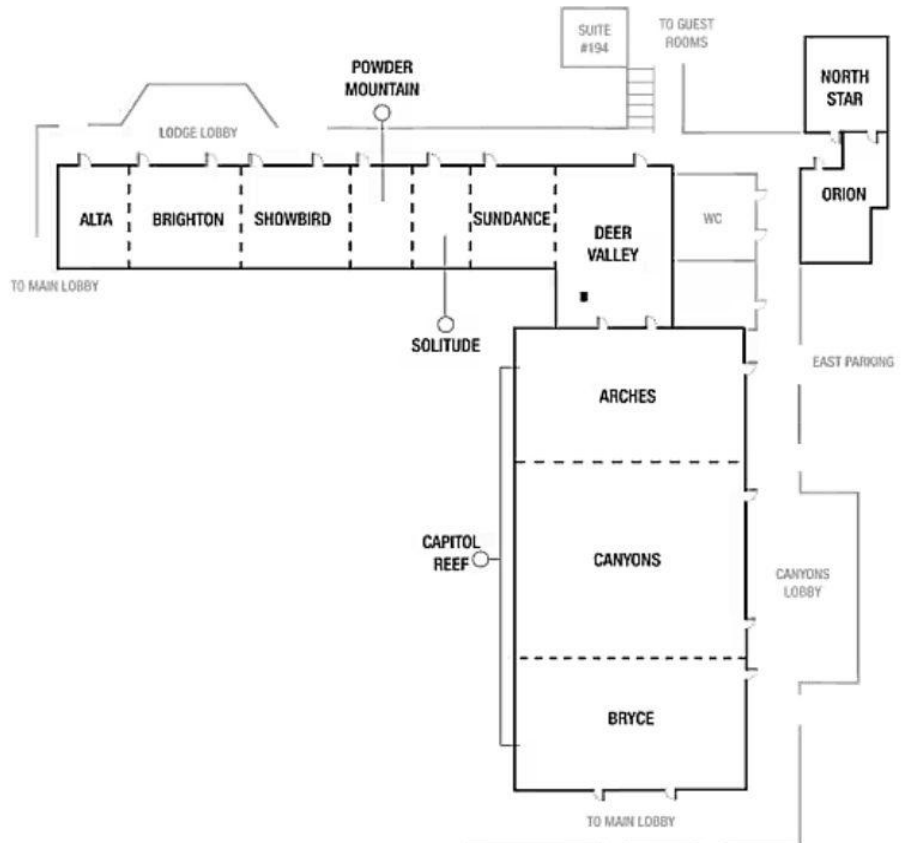 SUITE
#194
TO GUEST
ROOMS
POWDER
MOUNTAIN
NORTH
STAR
LODGE LOBBY
ALTA
BRIGHTON
SHOWBIRD
SUNDANCE
DEER
VALLEY
WC
ORION
TO MAIN LOBBY
SOLITUDE
EAST PARKING
ARCHES
CAPITOL
REEF
CANYONS
CANYONS
LOBBY
BRYCE
TO MAIN LOBBY